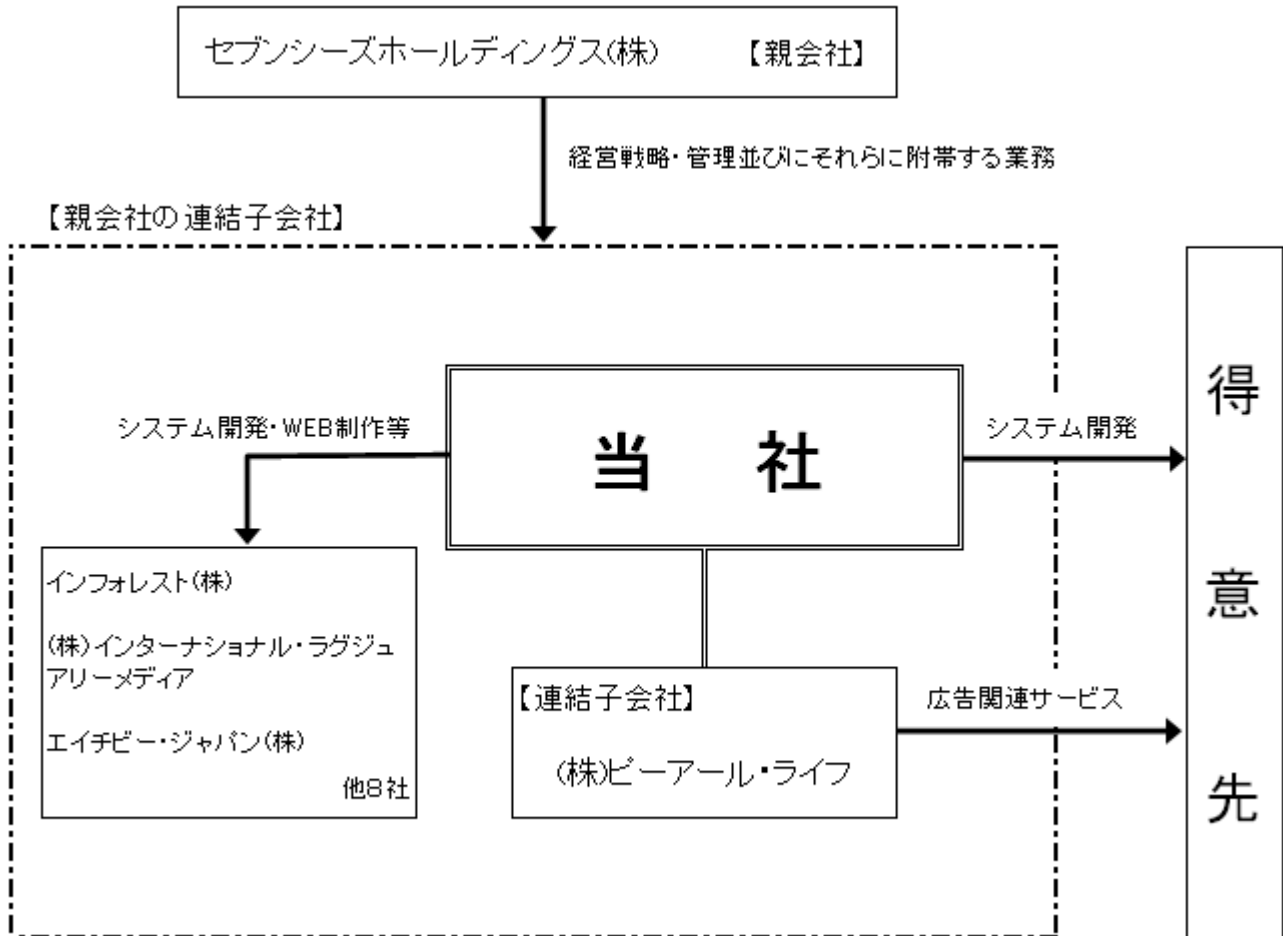 セブンシーズホールディングス(株) 【親会社】
経営戦略・管理並びにそれらに附帯する業務
【親会社の連結子会社】
システム開発・WEB制作等
当 社
システム開発
得意先
インフォレスト(株)
(株)インターナショナル・ラグジュ
アリーメディア
エイチビー・ジャパン(株)
他8社
【連結子会社】
(株)ピーアール・ライフ
広告関連サービス